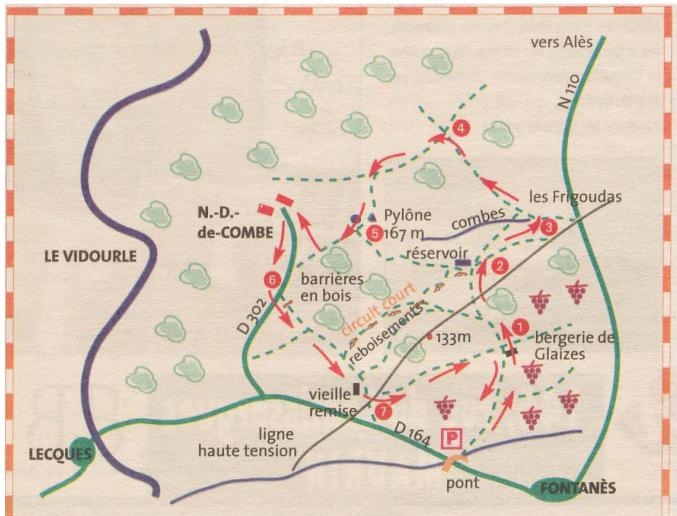 vers Alès
N 110
4
les Frigoudas
N.-D.-
de-COMBE
Pylône
167 m
5
combes
3
LE VIDOURLE
réservoir
2
6
barrières
en bois
D 302
circuit court
reboisements
133m
1
bergerie de
Glaizes
vieille
remise
7
D 164
P
ligne
haute tension
LECQUES
pont
FONTANÈS